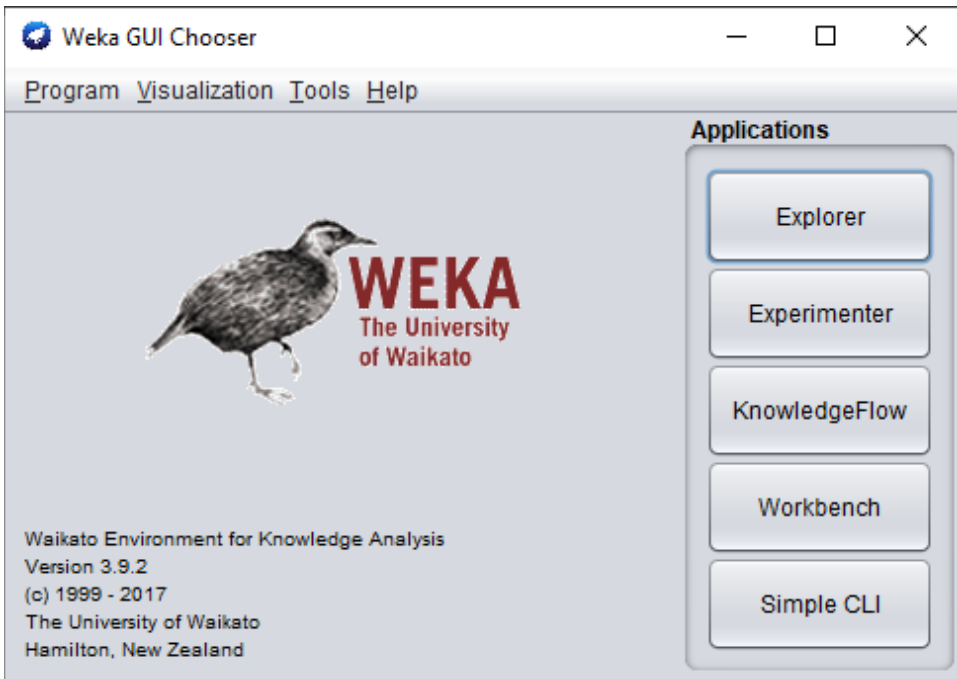 Weka GUI Chooser
Program Visualization Tools Help
Applications
Explorer
Experimenter
KnowledgeFlow
Workbench
Simple CLI
WEKA
The University
of Waikato
Waikato Environment for Knowledge Analysis
Version 3.9.2
(c) 1999 - 2017
The University of Waikato
Hamilton, New Zealand